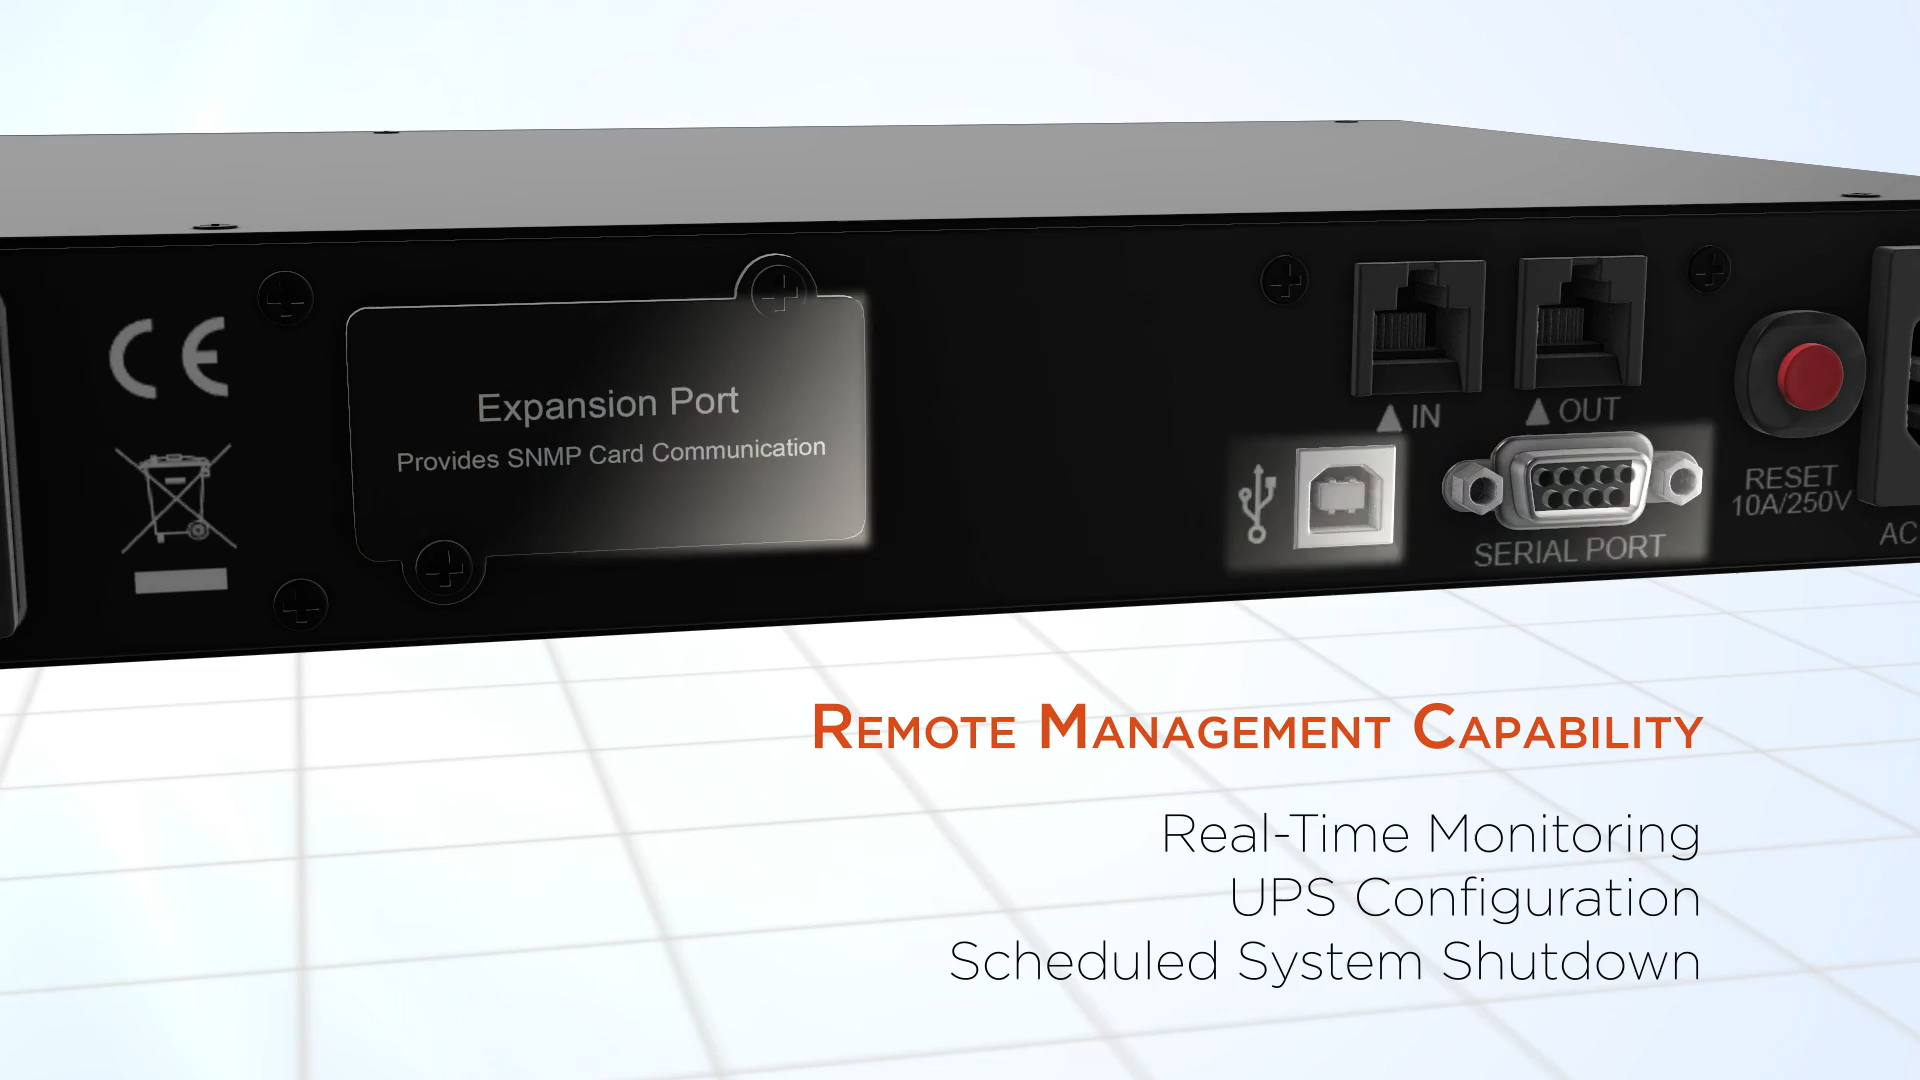 CE
Expansion Port
Provides SNMP Card Communication
▲ IN
▲ OUT
SERIAL PORT
RESET
10A/250V
AC
REMOTE MANAGEMENT CAPABILITY
Real-Time Monitoring
UPS Configuration
Scheduled System Shutdown